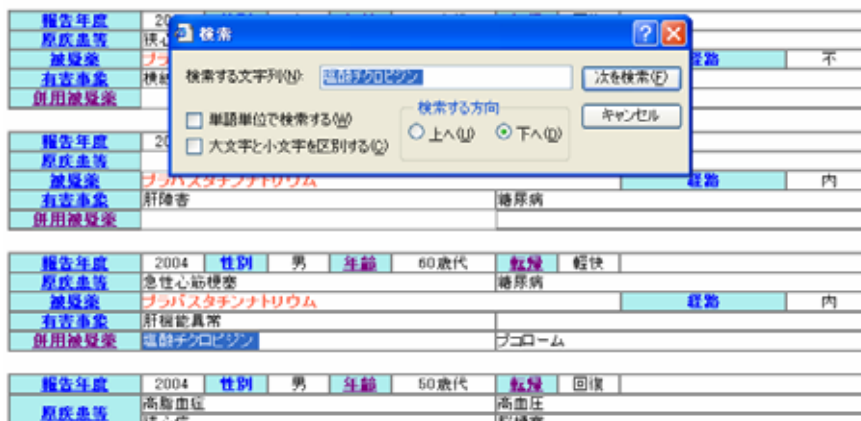 報告年度 20
原疾患等 狭心
被疑薬 プラ 経路 不
有害事象 横紋
併用被疑薬
検索
検索する文字列(N): 塩酸チクロピジン 次を検索(F)
単語単位で検索する(W)
大文字と小文字を区別する(C)
検索する方向
上へ(U) 下へ(D)
キャンセル
報告年度 20
原疾患等
被疑薬 プラバスタチンナトリウム 経路 内
有害事象 肝障害 糖尿病
併用被疑薬
報告年度 2004 性別 男 年齢 60歳代 転帰 軽快
原疾患等 急性心筋梗塞 糖尿病
被疑薬 プラバスタチンナトリウム 経路 内
有害事象 肝機能異常
併用被疑薬 塩酸チクロピジン ブコローム
報告年度 2004 性別 男 年齢 50歳代 転帰 回復
原疾患等 高脂血症 高血圧